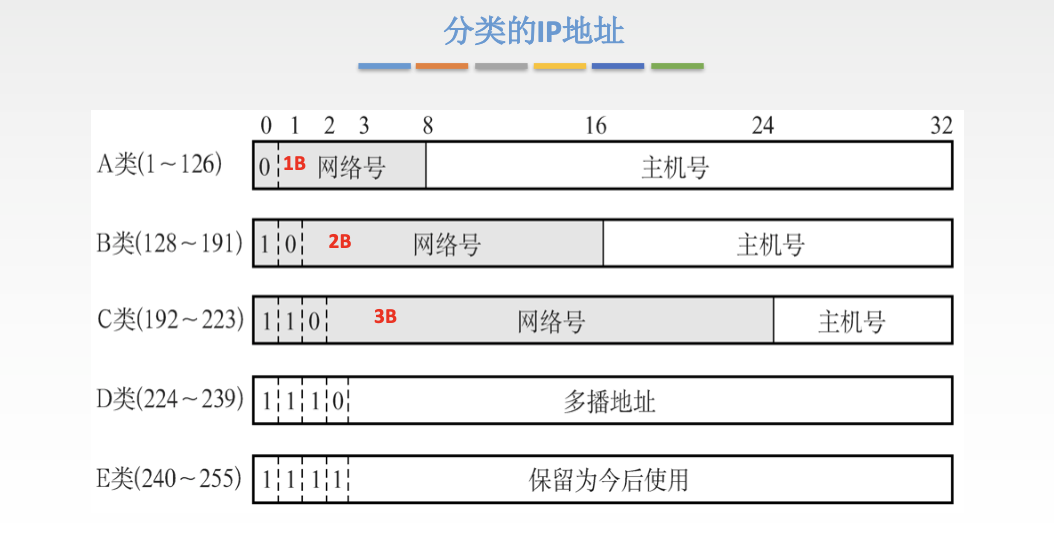 分类的IP地址
0 1 2 3 8 16 24 32
A类(1～126) 0 1B 网络号 主机号
B类(128～191) 1 0 2B 网络号 主机号
C类(192～223) 1 1 0 3B 网络号 主机号
D类(224～239) 1 1 1 0 多播地址
E类(240～255) 1 1 1 1 保留为今后使用